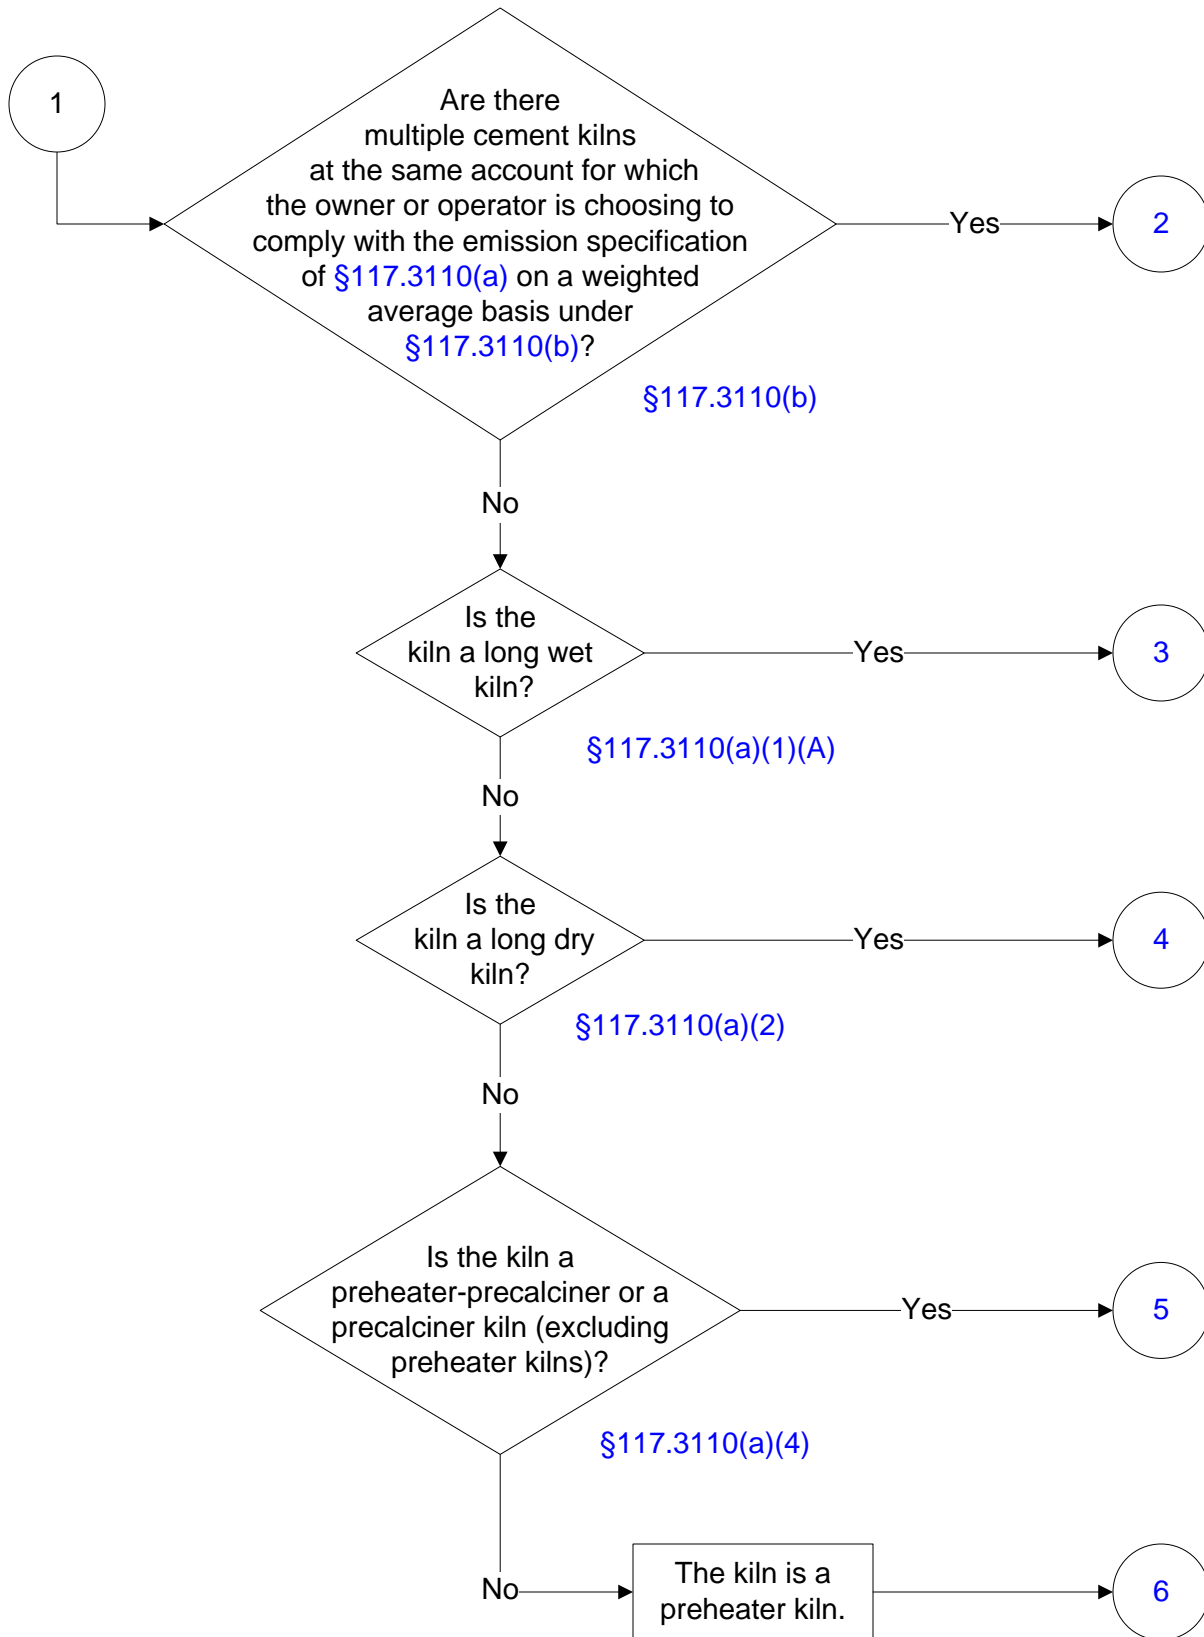 1
Are there
multiple cement kilns
at the same account for which
the owner or operator is choosing to
comply with the emission specification
of §117.3110(a) on a weighted
average basis under
§117.3110(b)?
Yes
2
§117.3110(b)
No
Is the
kiln a long wet
kiln?
Yes
3
§117.3110(a)(1)(A)
No
Is the
kiln a long dry
kiln?
Yes
4
§117.3110(a)(2)
No
Is the kiln a
preheater-precalciner or a
precalciner kiln (excluding
preheater kilns)?
Yes
5
§117.3110(a)(4)
No
The kiln is a
preheater kiln.
6